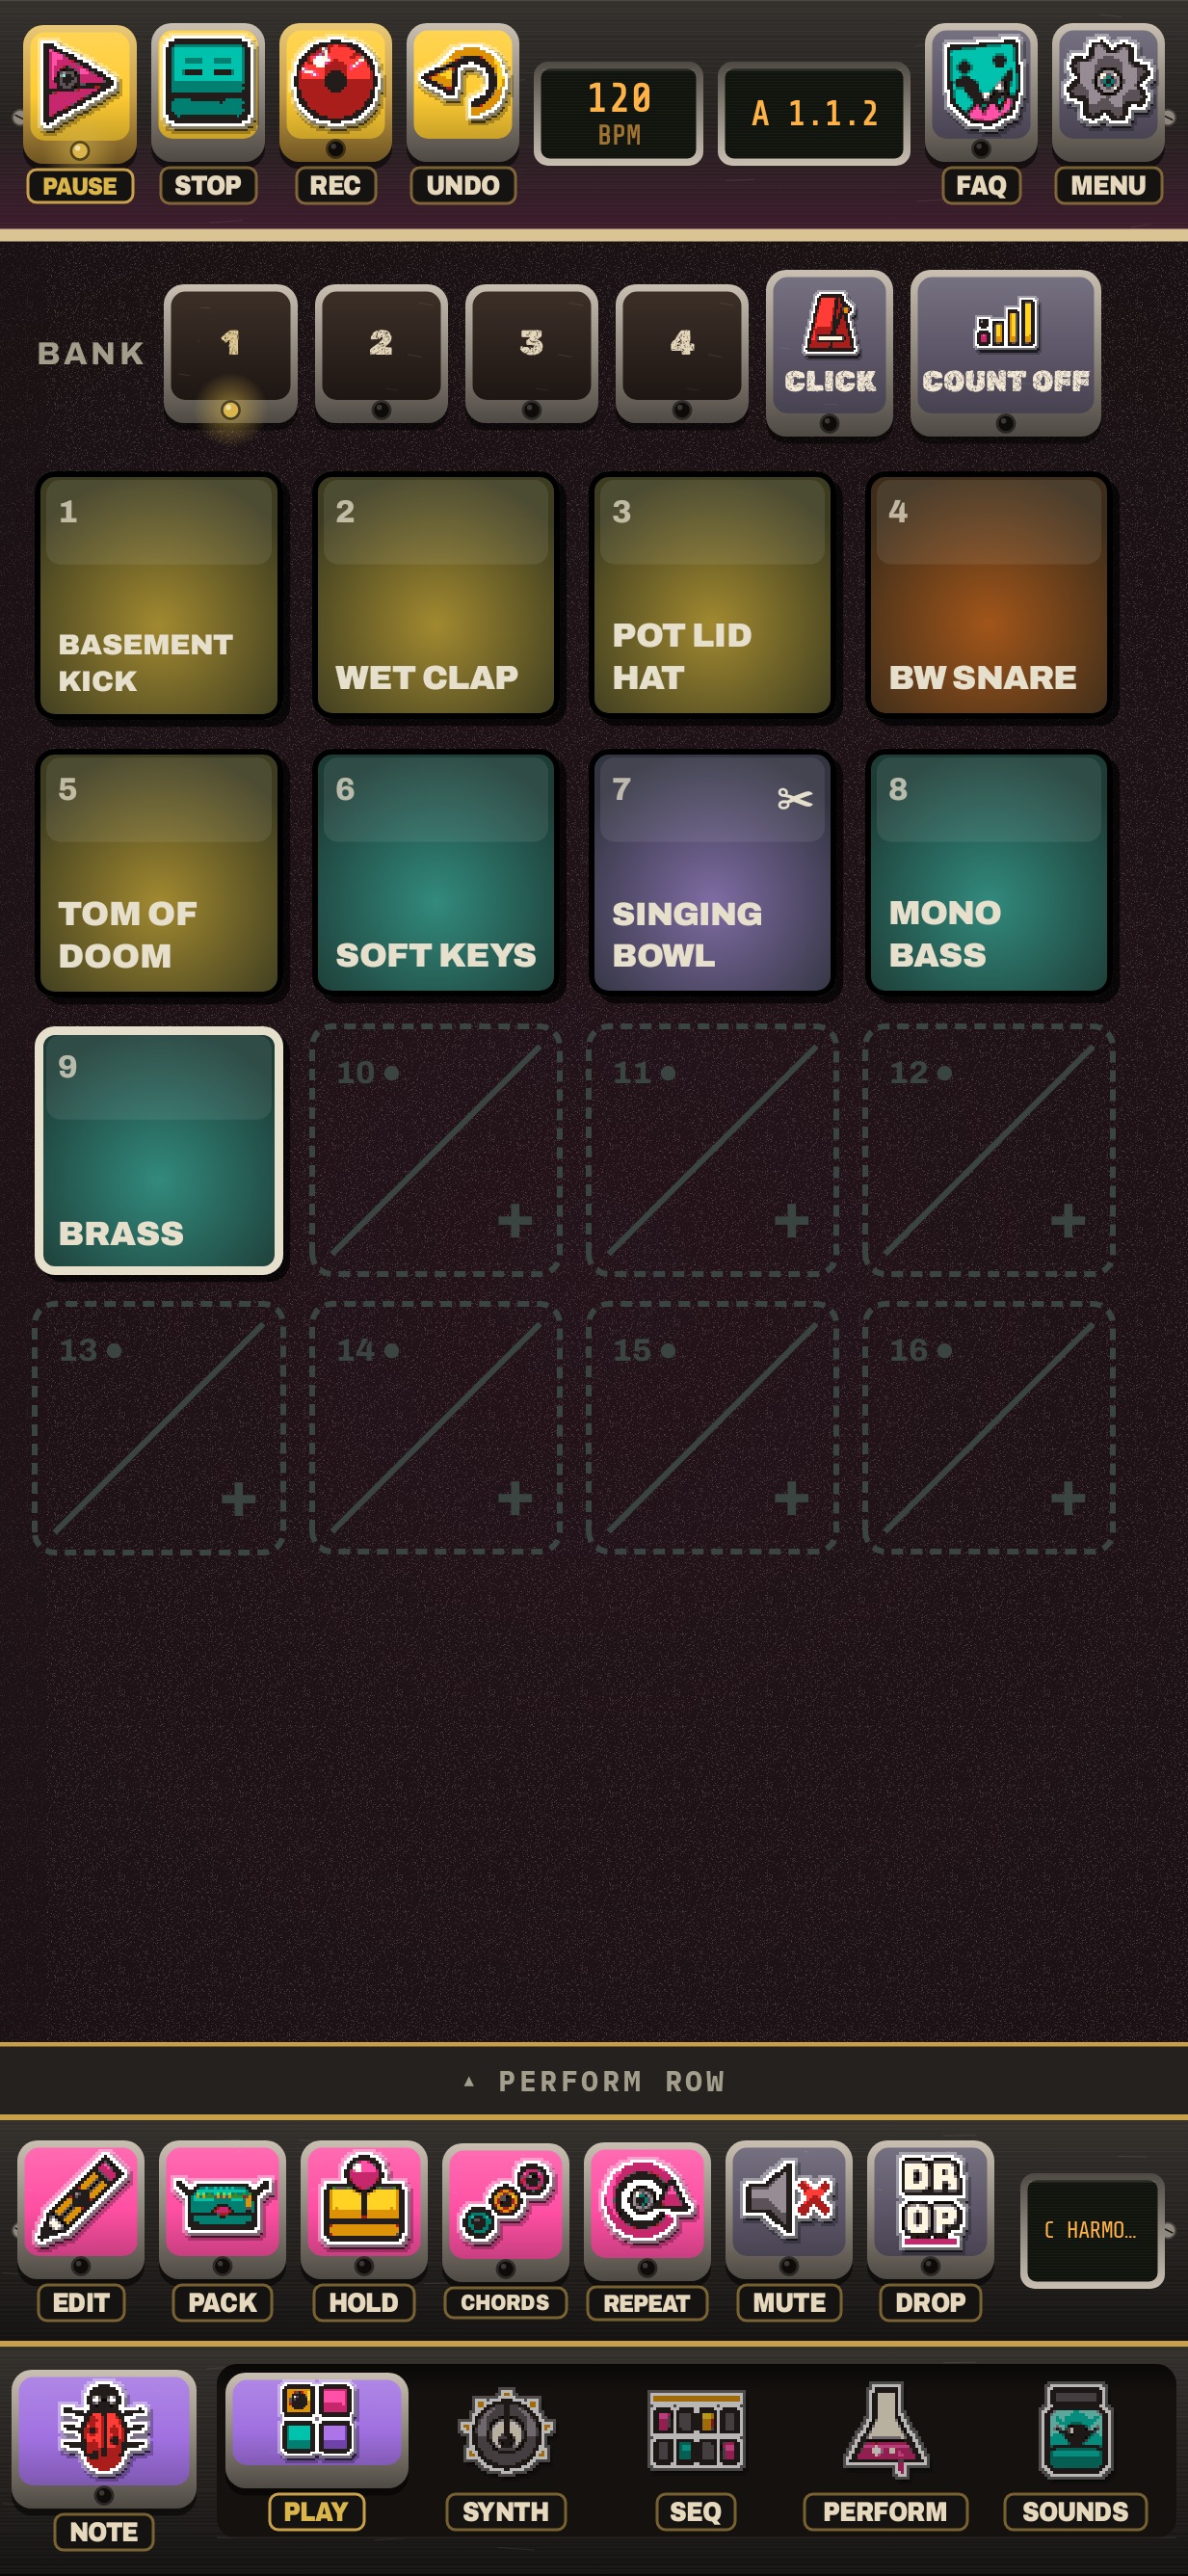 120
BPM
A 1.1.2
PAUSE
STOP
REC
UNDO
FAQ
MENU
BANK
1
2
3
4
CLICK
COUNT OFF
1
BASEMENT
KICK
2
WET CLAP
3
POT LID
HAT
4
BW SNARE
5
TOM OF
DOOM
6
SOFT KEYS
7
SINGING
BOWL
8
MONO
BASS
9
BRASS
10
11
12
13
14
15
16
PERFORM ROW
DR
OP
C HARMO…
EDIT
PACK
HOLD
CHORDS
REPEAT
MUTE
DROP
NOTE
PLAY
SYNTH
SEQ
PERFORM
SOUNDS